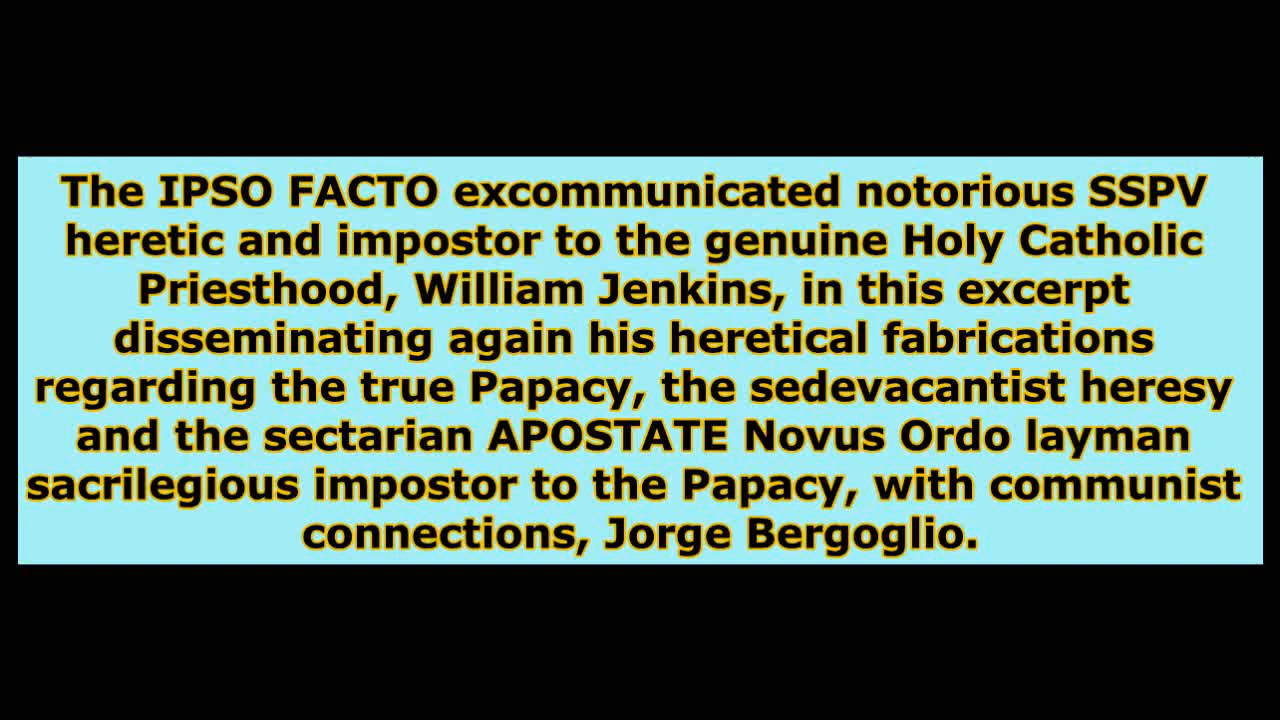 The IPSO FACTO excommunicated notorious SSPV
heretic and impostor to the genuine Holy Catholic
Priesthood, William Jenkins, in this excerpt
disseminating again his heretical fabrications
regarding the true Papacy, the sedevacantist heresy
and the sectarian APOSTATE Novus Ordo layman
sacrilegious impostor to the Papacy, with communist
connections, Jorge Bergoglio.